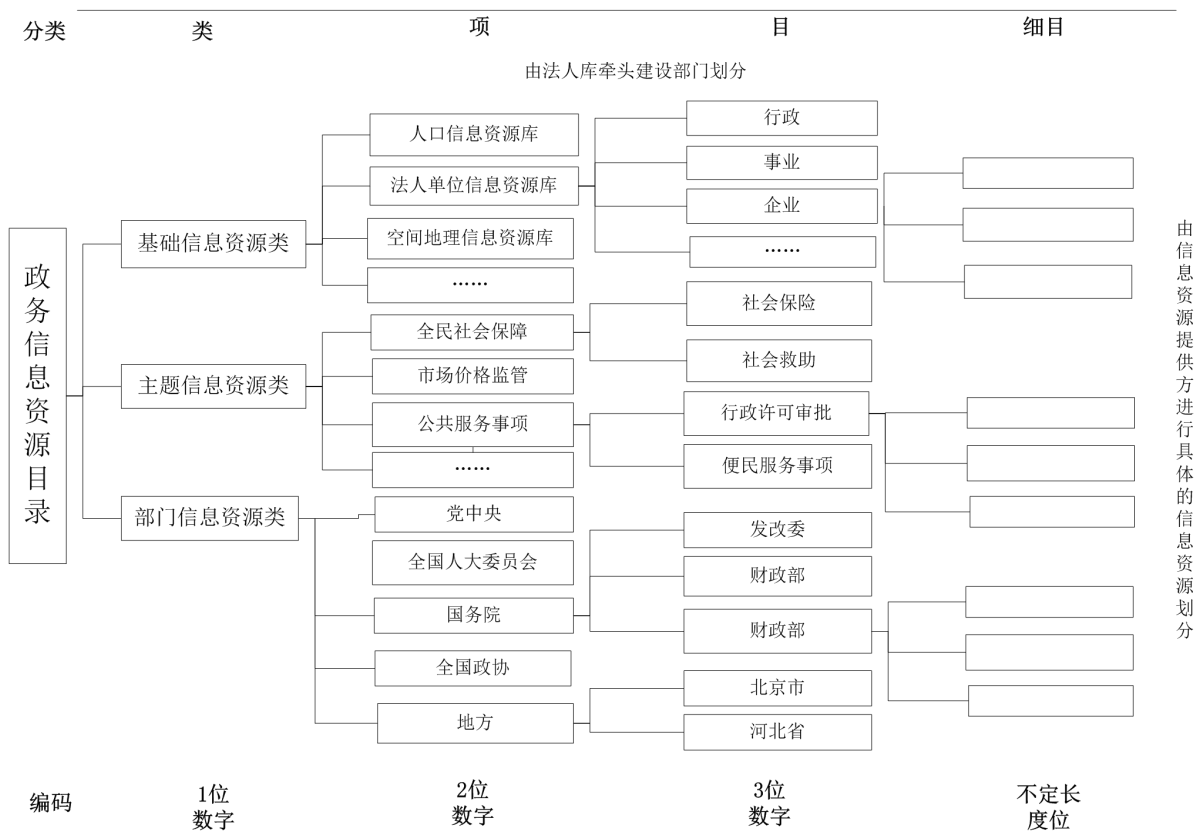 分类
类
项
目
细目
由法人库牵头建设部门划分
政务信息资源目录
基础信息资源类
人口信息资源库
法人单位信息资源库
行政
事业
企业
……
空间地理信息资源库
……
主题信息资源类
全民社会保障
社会保险
社会救助
市场价格监管
公共服务事项
行政许可审批
便民服务事项
……
部门信息资源类
党中央
全国人大委员会
国务院
发改委
财政部
财政部
全国政协
地方
北京市
河北省
由信息资源提供方进行具体的信息资源划分
编码
1位
数字
2位
数字
3位
数字
不定长
度位